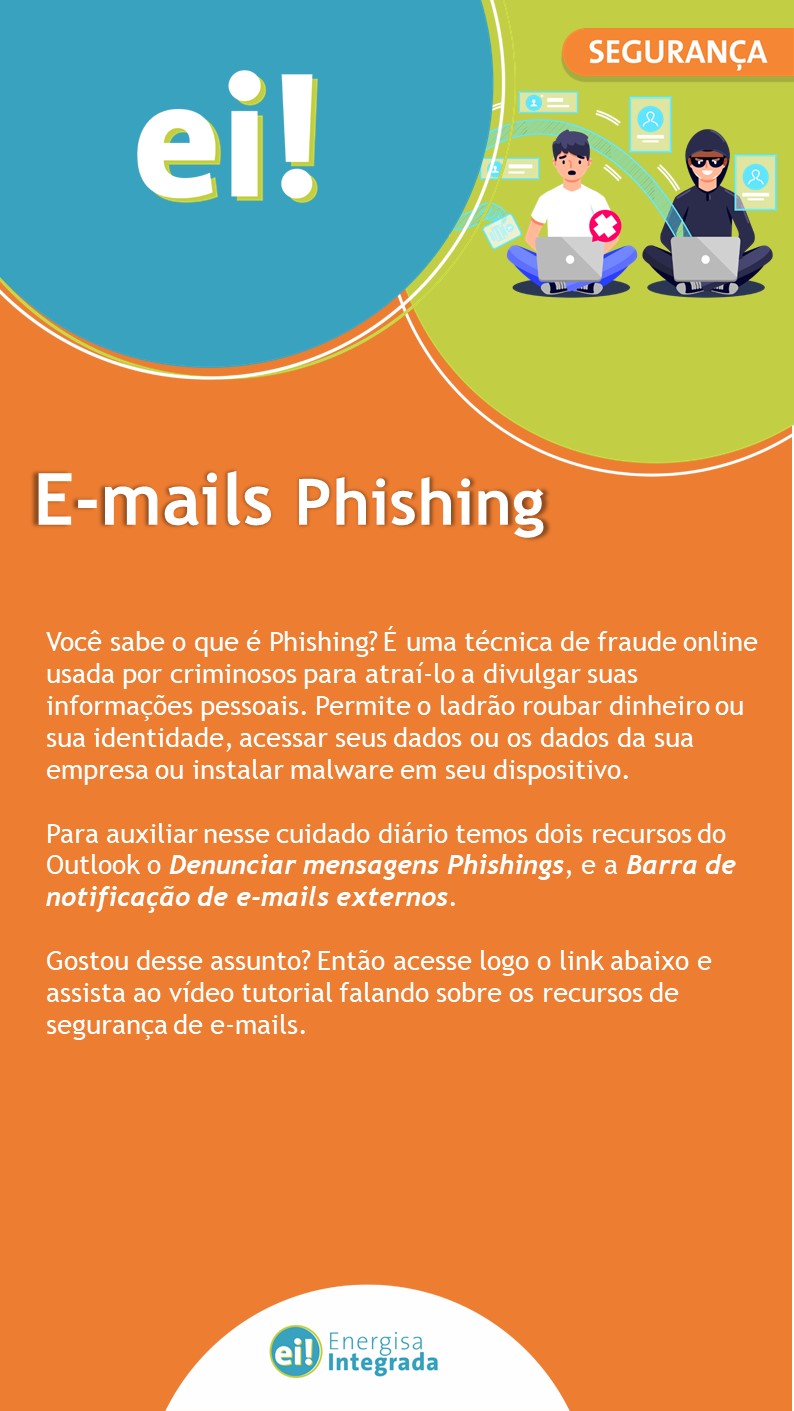 ei!
SEGURANÇA
E-mails Phishing
Você sabe o que é Phishing? É uma técnica de fraude online
usada por criminosos para atraí-lo a divulgar suas
informações pessoais. Permite o ladrão roubar dinheiro ou
sua identidade, acessar seus dados ou os dados da sua
empresa ou instalar malware em seu dispositivo.
Para auxiliar nesse cuidado diário temos dois recursos do
Outlook o Denunciar mensagens Phishings, e a Barra de
notificação de e-mails externos.
Gostou desse assunto? Então acesse logo o link abaixo e
assista ao vídeo tutorial falando sobre os recursos de
segurança de e-mails.
ei! Energisa
Integrada